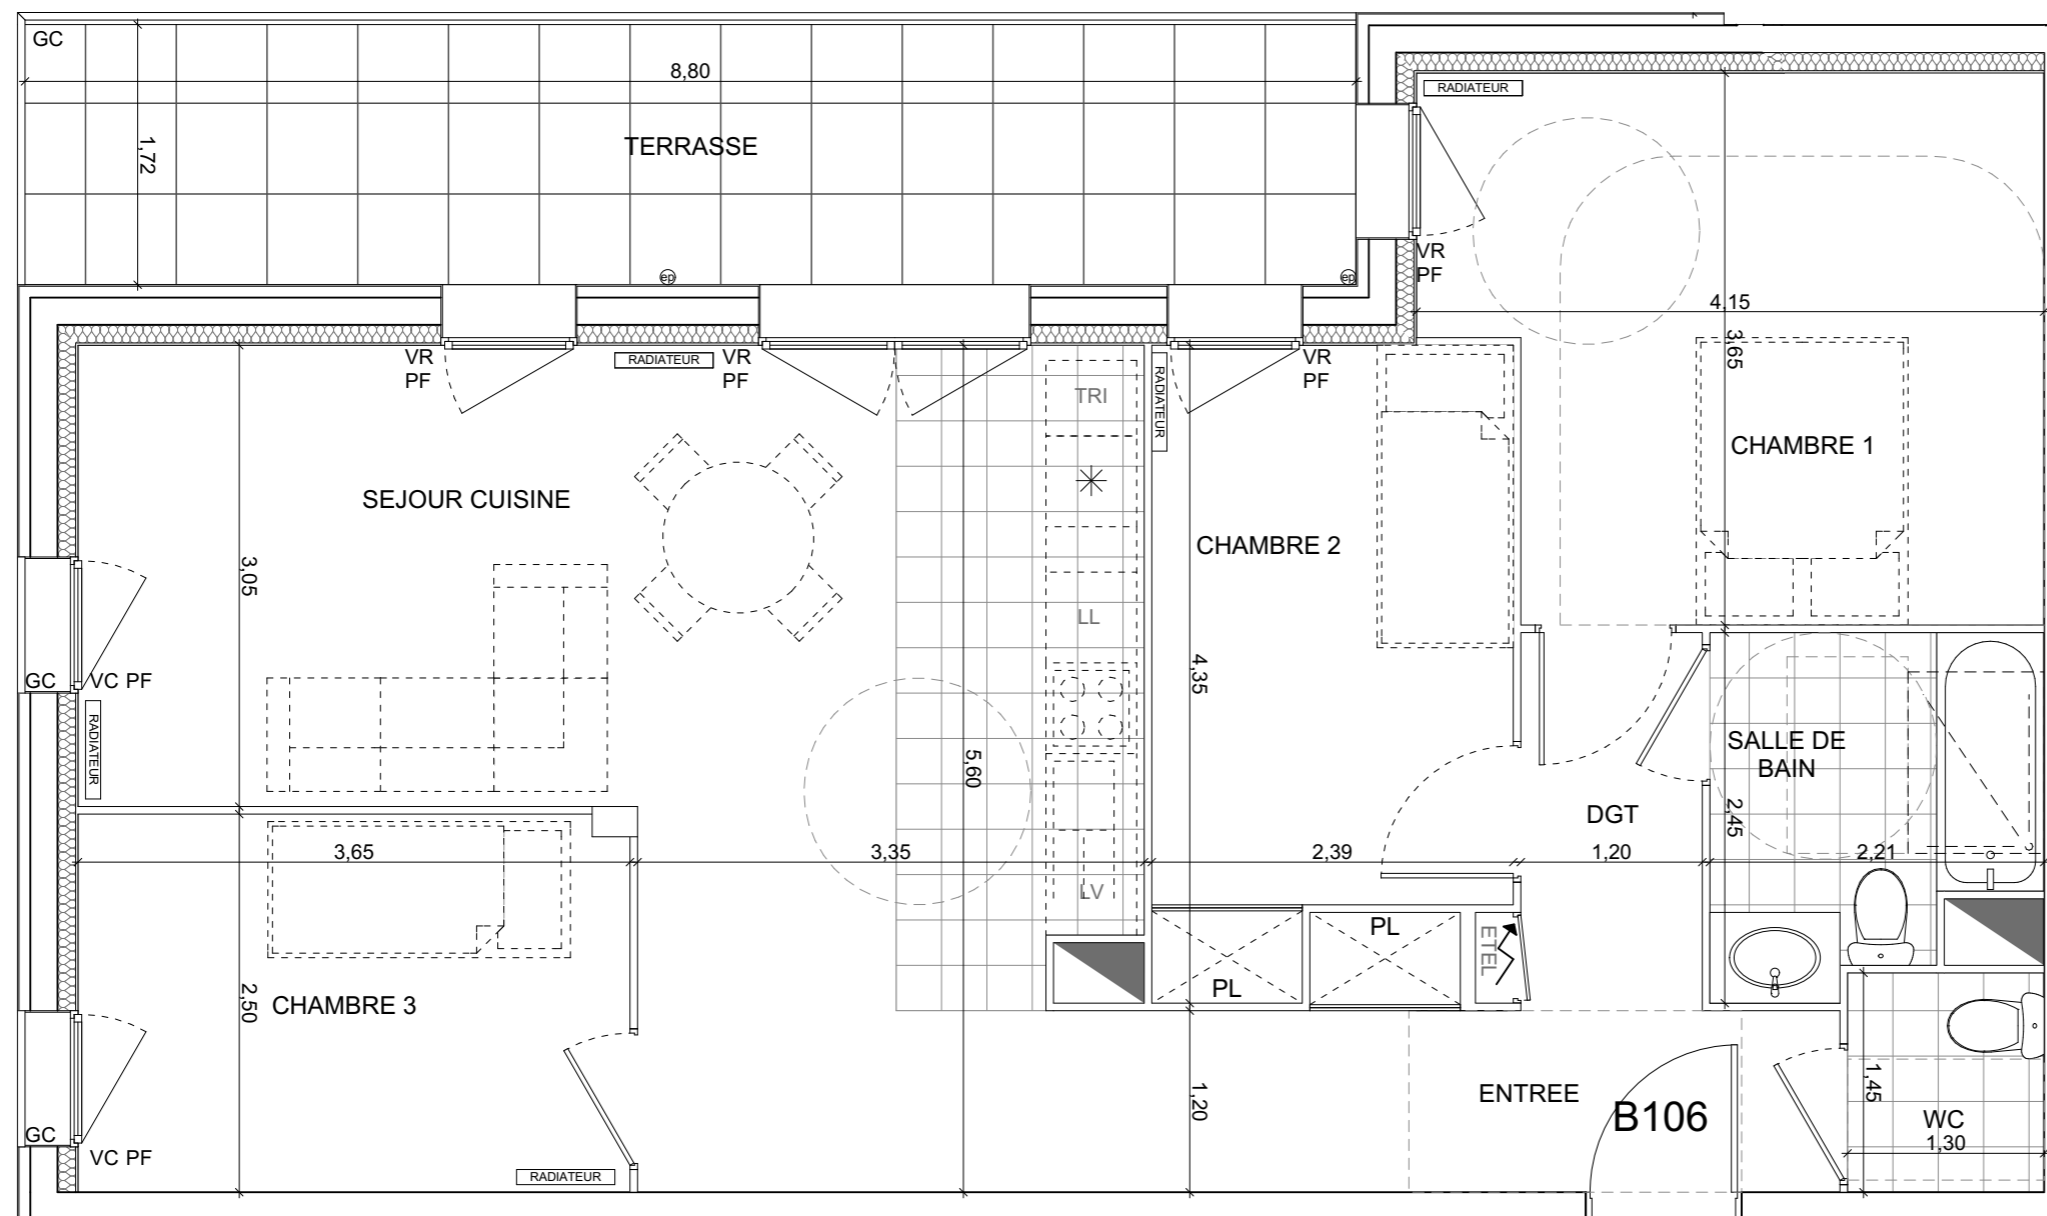 GC
8,80
1,72
TERRASSE
ep
ep
RADIATEUR
VR
PF
4,15
3,65
CHAMBRE 1
VR
PF
RADIATEUR
VR
PF
RADIATEUR
VR
PF
TRI
SEJOUR CUISINE
CHAMBRE 2
3,05
LL
4,35
GC
VC PF
RADIATEUR
5,60
SALLE DE
BAIN
DGT
2,45
3,65
3,35
2,39
1,20
2,21
LV
PL
PL
ETEL
2,50
CHAMBRE 3
1,20
ENTREE
B106
1,45
WC
1,30
GC
VC PF
RADIATEUR